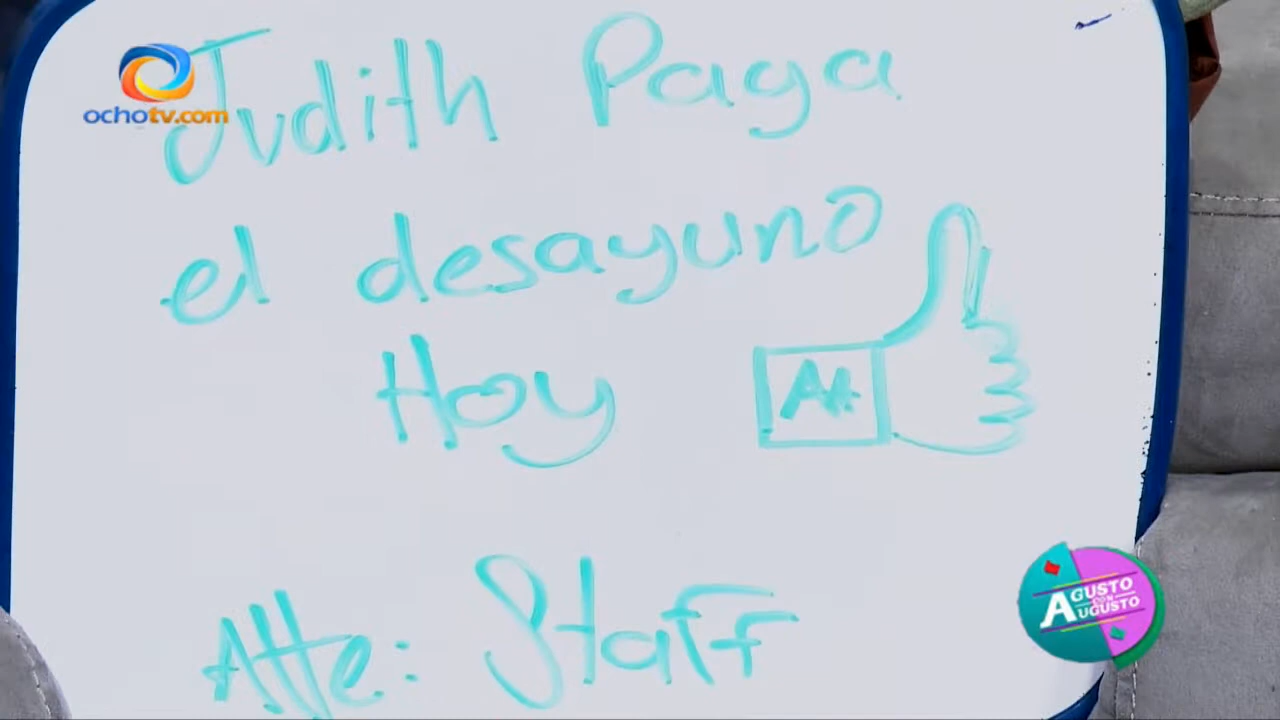 ochotv.com
Judith Paga
el desayuno
Hoy
A+
Atte: Staff
AGUSTO
CON
AUGUSTO